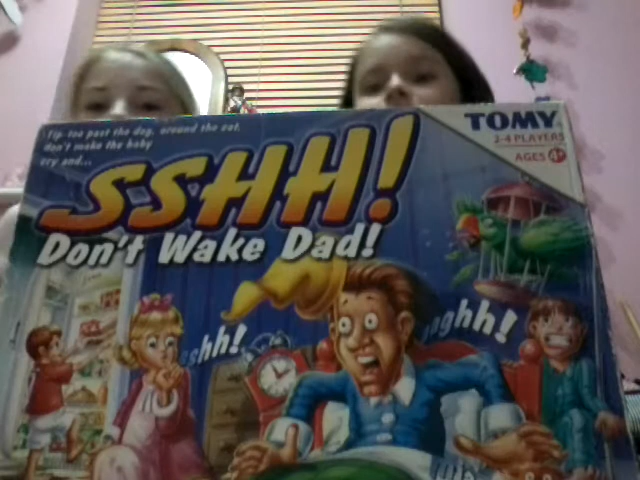 Tip-toe past the dog, around the cat,
don't make the baby
cry and...
SSHH!
Don't Wake Dad!
TOMY
2-4 PLAYERS
AGES 4+
shh!